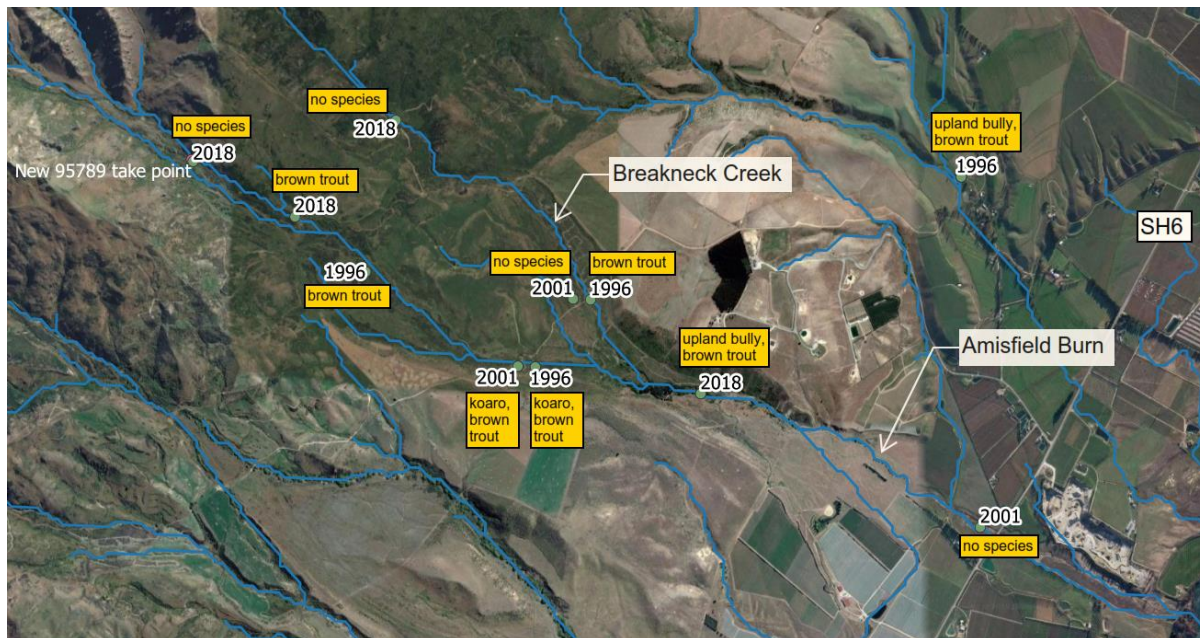 no species
2018
no species
2018
New 95789 take point
brown trout
2018
upland bully,
brown trout
1996
Breakneck Creek
SH6
1996
brown trout
no species
2001
brown trout
1996
upland bully,
brown trout
2018
Amisfield Burn
2001
koaro,
brown
trout
1996
koaro,
brown
trout
2001
no species